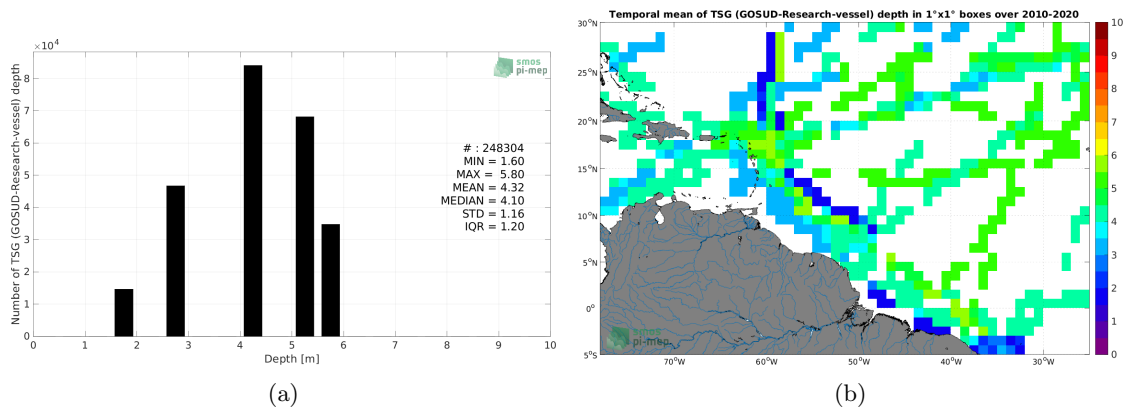 ×10⁴
8
7
6
5
4
3
2
1
0
Number of TSG (GOSUD-Research-vessel) depth
smos
pi-mep
# : 248304
MIN = 1.60
MAX = 5.80
MEAN = 4.32
MEDIAN = 4.10
STD = 1.16
IQR = 1.20
0 1 2 3 4 5 6 7 8 9 10
Depth [m]
(a)
Temporal mean of TSG (GOSUD-Research-vessel) depth in 1°x1° boxes over 2010-2020
30°N
25°N
20°N
15°N
10°N
5°N
0°
5°S
smos
pi-mep
70°W 60°W 50°W 40°W 30°W
10
9
8
7
6
5
4
3
2
1
0
(b)